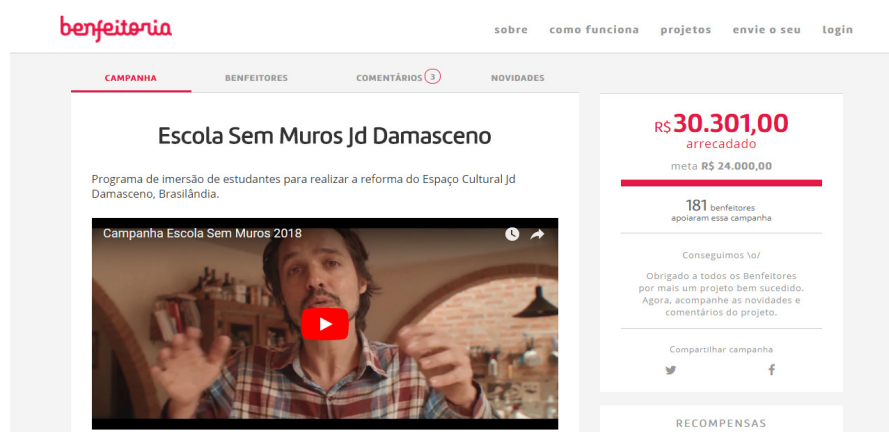 benfeitoria
sobre como funciona projetos envie o seu login
CAMPANHA BENFEITORES COMENTÁRIOS 3 NOVIDADES
Escola Sem Muros Jd Damasceno
Programa de imersão de estudantes para realizar a reforma do Espaço Cultural Jd
Damasceno, Brasilândia.
Campanha Escola Sem Muros 2018
R$ 30.301,00
arrecadado
meta R$ 24.000,00
181 benfeitores
apoiaram essa campanha
Conseguimos \o/
Obrigado a todos os Benfeitores
por mais um projeto bem sucedido.
Agora, acompanhe as novidades e
comentários do projeto.
Compartilhar campanha
RECOMPENSAS